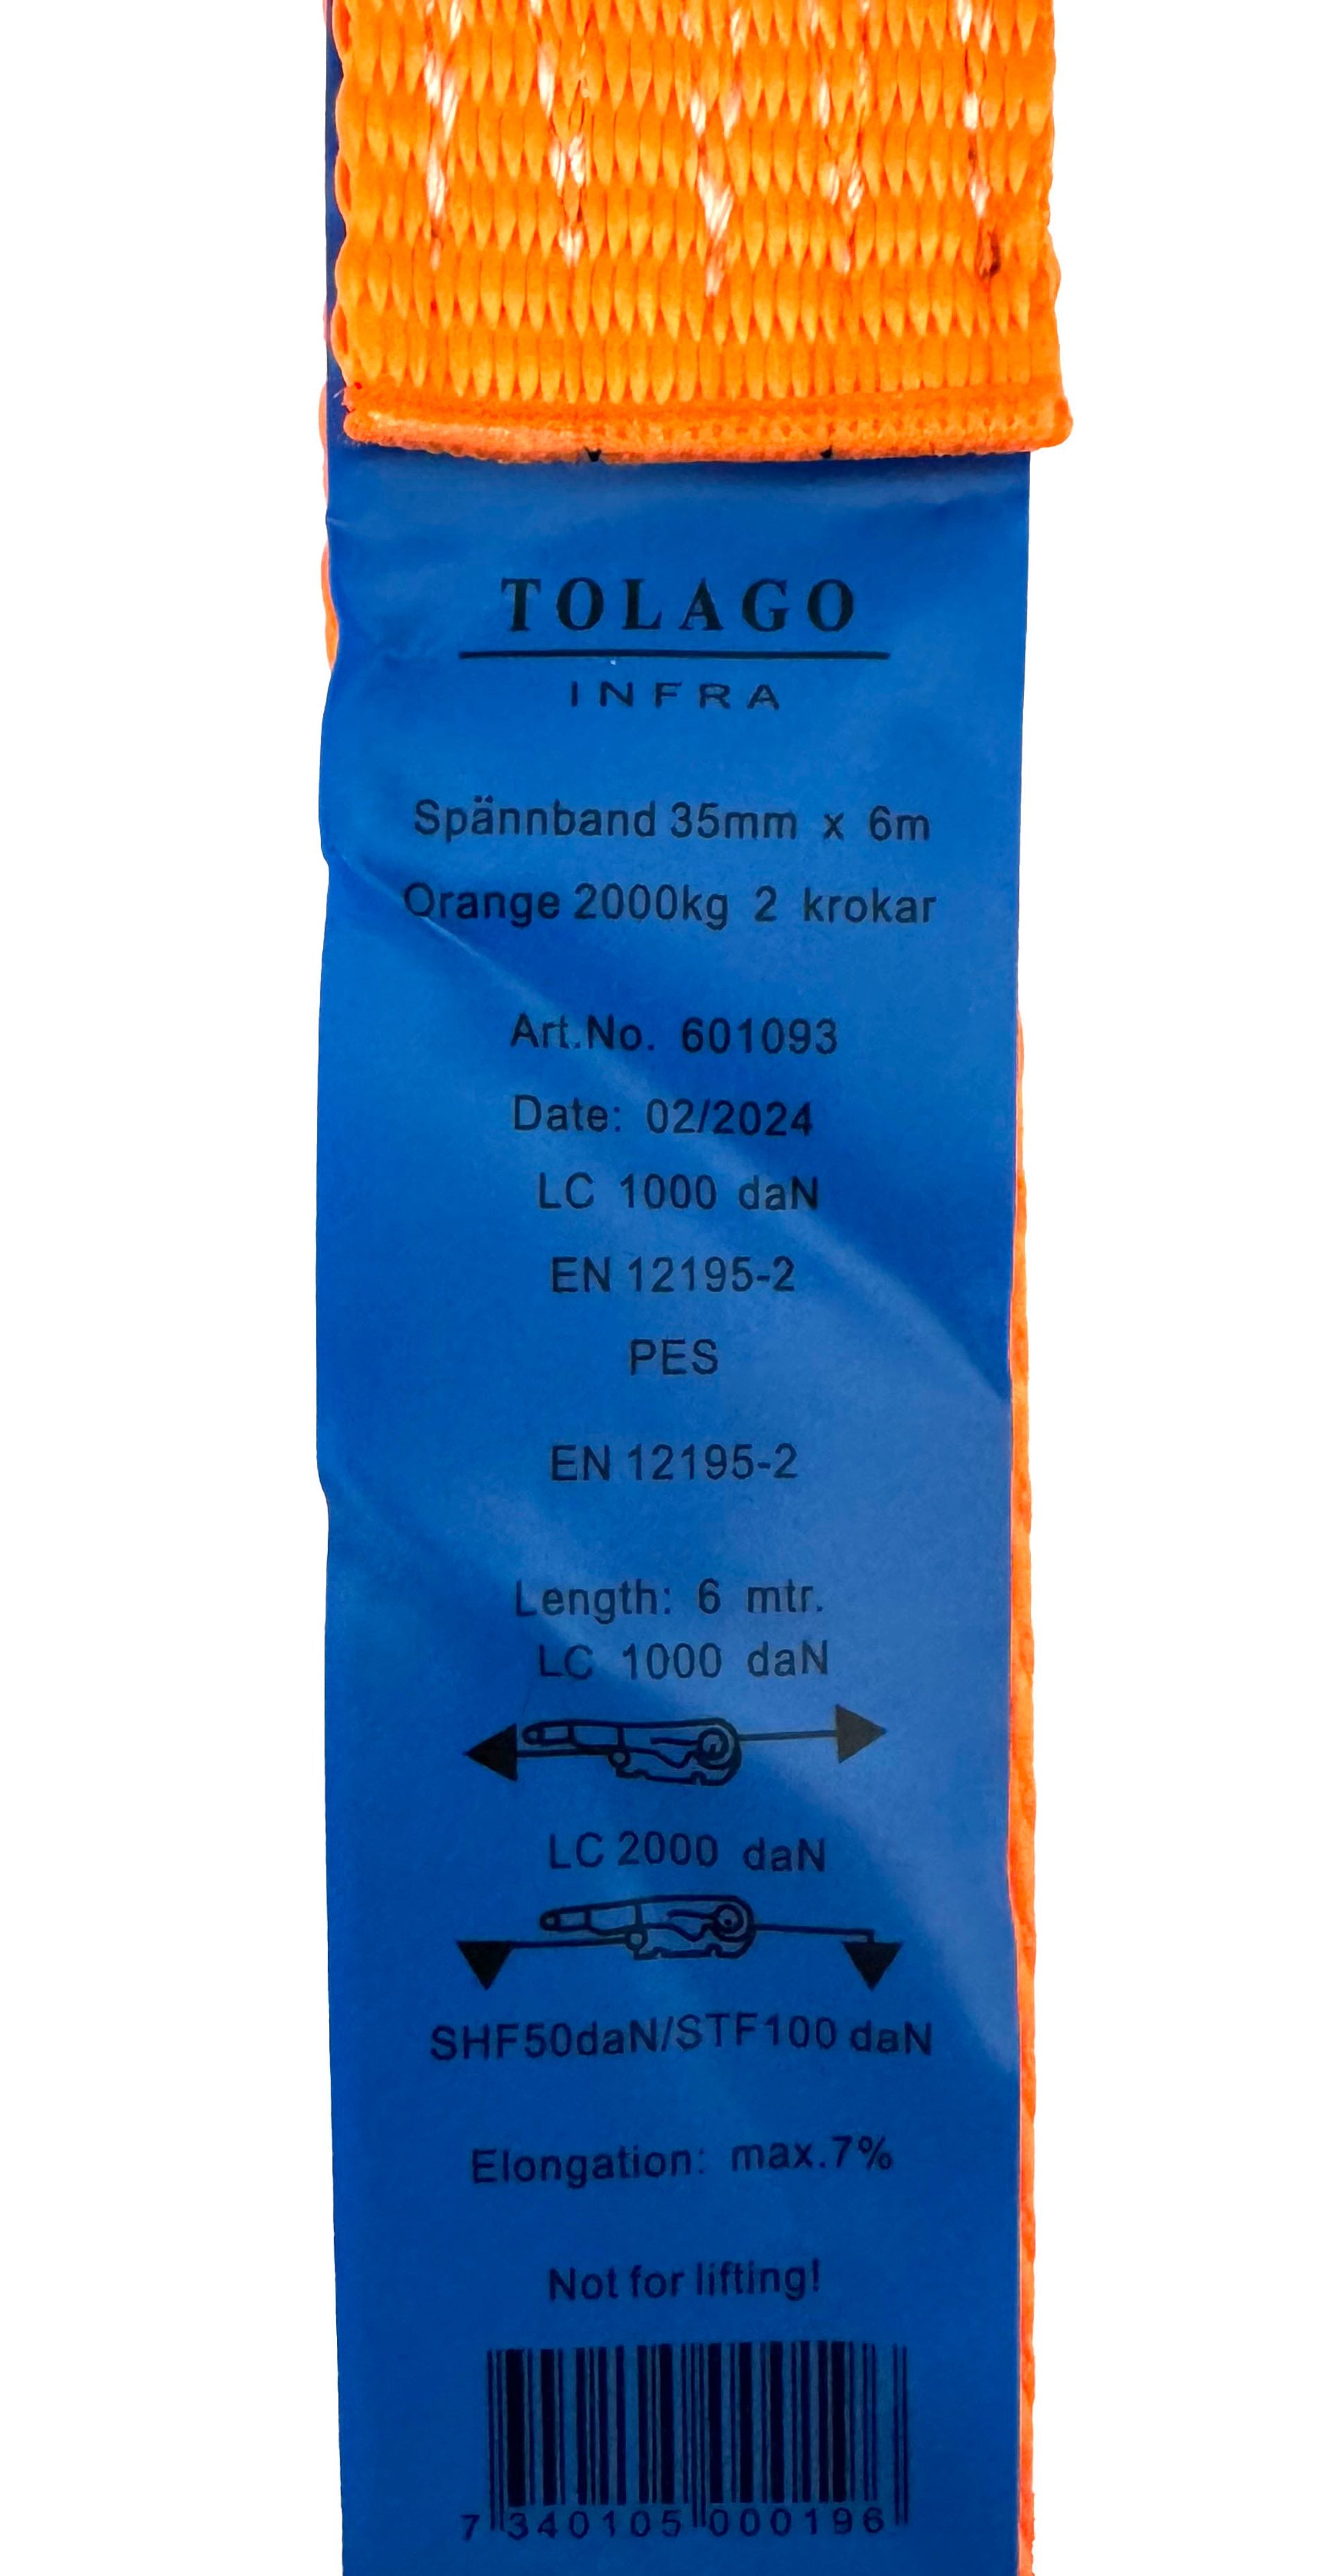 TOLAGO
INFRA
Spännband 35mm x 6m
Orange 2000kg 2 krokar
Art.No. 601093
Date: 02/2024
LC 1000 daN
EN 12195-2
PES
EN 12195-2
Length: 6 mtr.
LC 1000 daN
LC 2000 daN
SHF50daN/STF100 daN
Elongation: max.7%
Not for lifting!
7 340105 000196